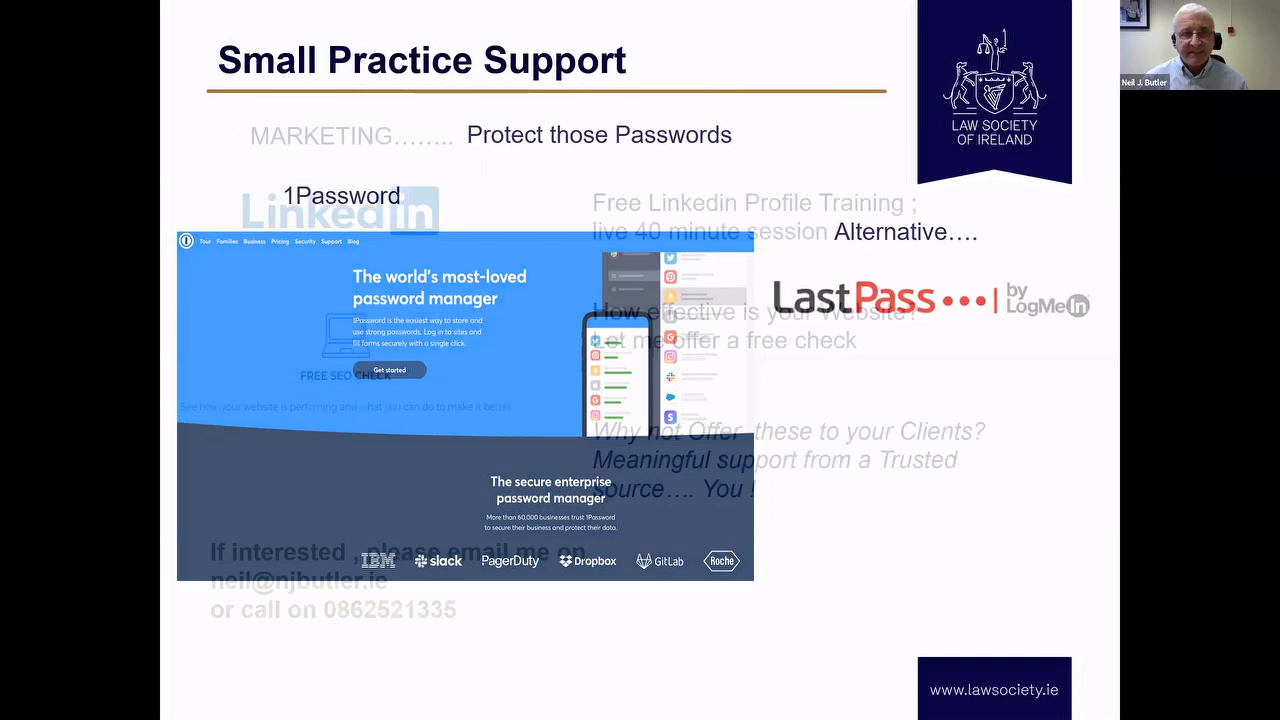 Small Practice Support
MARKETING........ Protect those Passwords
1Password
LinkedIn
Free Linkedin Profile Training ;
live 40 minute session Alternative....
Tour Families Business Pricing Security Support Blog
The world's most-loved
password manager
1Password is the easiest way to store and
use strong passwords. Log in to sites and
fill forms securely with a single click.
Get started
LastPass by
LogMeIn
How effective is your Website?
Let me offer a free check
FREE SEO CHECK
See how your website is performing and what you can do to make it better
Why not Offer these to your Clients?
Meaningful support from a Trusted
source.... You !
The secure enterprise
password manager
More than 60,000 businesses trust 1Password
to secure their business and protect their data.
IBM slack PagerDuty Dropbox GitLab Roche
If interested , please email me on
neil@njbutler.ie
or call on 0862521335
LAW SOCIETY
OF IRELAND
www.lawsociety.ie
Neil J. Butler